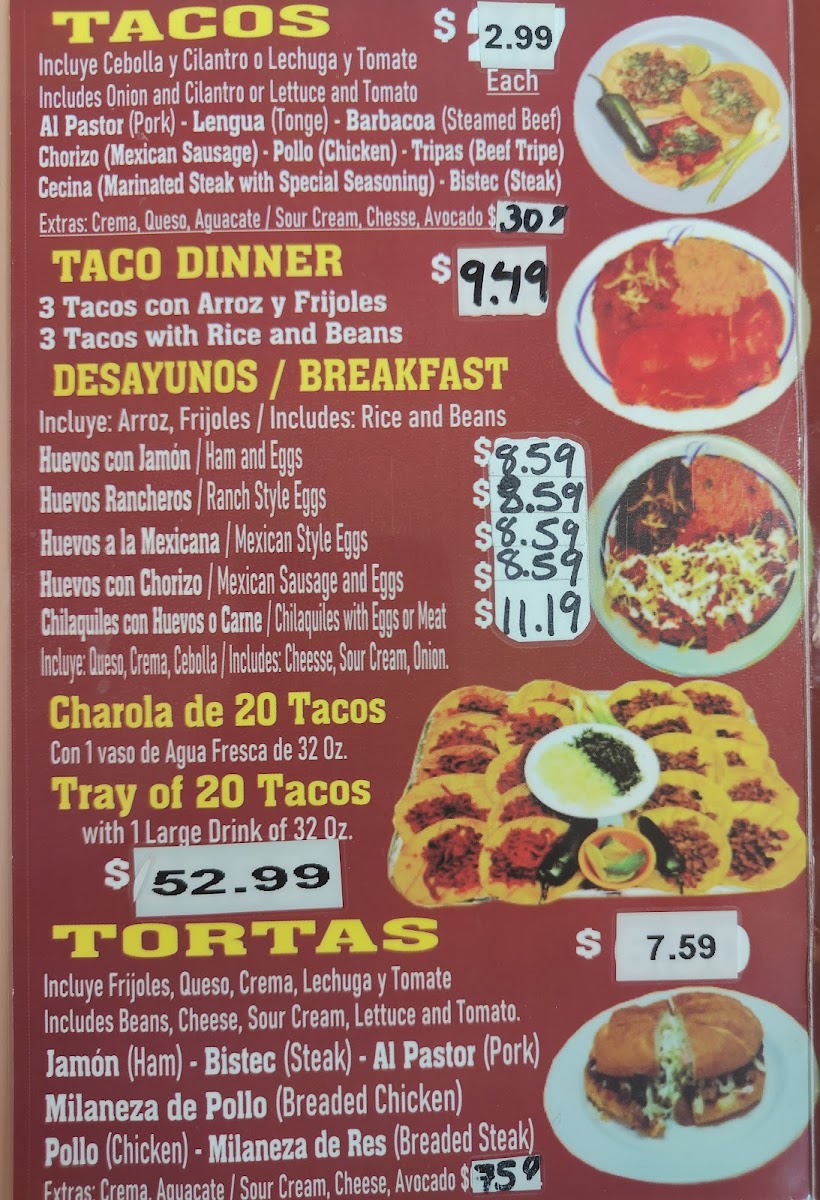 TACOS $ 2.99
Incluye Cebolla y Cilantro o Lechuga y Tomate
Each
Includes Onion and Cilantro or Lettuce and Tomato
Al Pastor (Pork) - Lengua (Tonge) - Barbacoa (Steamed Beef)
Chorizo (Mexican Sausage) - Pollo (Chicken) - Tripas (Beef Tripe)
Cecina (Marinated Steak with Special Seasoning) - Bistec (Steak)
Extras: Crema, Queso, Aguacate / Sour Cream, Chesse, Avocado $ 30¢
TACO DINNER $ 9.49
3 Tacos con Arroz y Frijoles
3 Tacos with Rice and Beans
DESAYUNOS / BREAKFAST
Incluye: Arroz, Frijoles / Includes: Rice and Beans
Huevos con Jamón / Ham and Eggs $ 8.59
Huevos Rancheros / Ranch Style Eggs $ 8.59
Huevos a la Mexicana / Mexican Style Eggs $ 8.59
Huevos con Chorizo / Mexican Sausage and Eggs $ 8.59
Chilaquiles con Huevos o Carne / Chilaquiles with Eggs or Meat $ 11.19
Incluye: Queso, Crema, Cebolla / Includes: Cheesse, Sour Cream, Onion.
Charola de 20 Tacos
Con 1 vaso de Agua Fresca de 32 Oz.
Tray of 20 Tacos
with 1 Large Drink of 32 Oz.
$ 52.99
TORTAS $ 7.59
Incluye Frijoles, Queso, Crema, Lechuga y Tomate
Includes Beans, Cheese, Sour Cream, Lettuce and Tomato.
Jamón (Ham) - Bistec (Steak) - Al Pastor (Pork)
Milaneza de Pollo (Breaded Chicken)
Pollo (Chicken) - Milaneza de Res (Breaded Steak)
Extras: Crema, Aguacate / Sour Cream, Cheese, Avocado $ 75¢